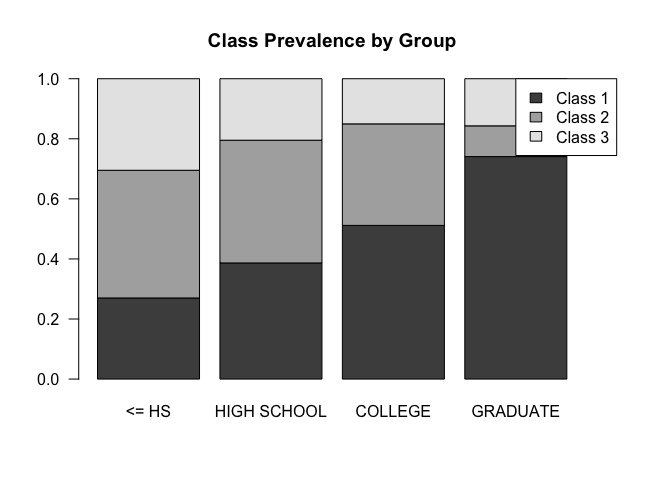 Class Prevalence by Group
1.0
0.8
0.6
0.4
0.2
0.0
Class 1
Class 2
Class 3
<= HS HIGH SCHOOL COLLEGE GRADUATE